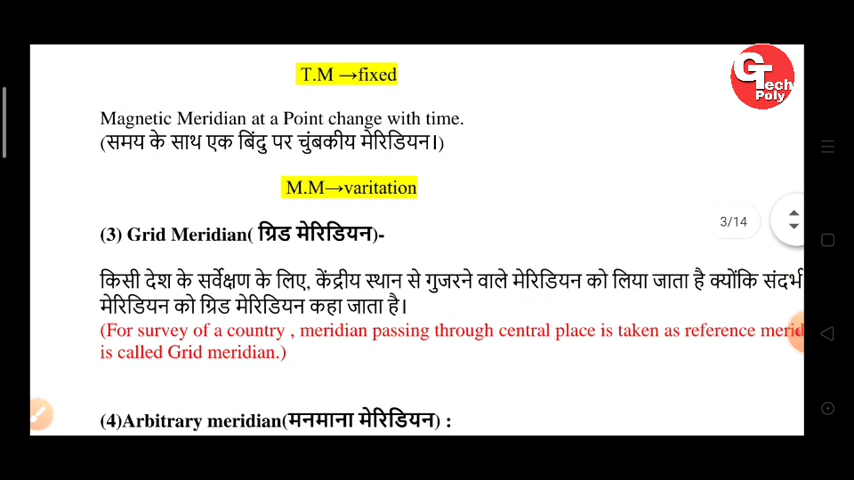 T.M →fixed
GTech
Poly
Magnetic Meridian at a Point change with time.
(समय के साथ एक बिंदु पर चुंबकीय मेरिडियन।)
M.M→varitation
3/14
(3) Grid Meridian( ग्रिड मेरिडियन)-
किसी देश के सर्वेक्षण के लिए, केंद्रीय स्थान से गुजरने वाले मेरिडियन को लिया जाता है क्योंकि संदर्भ
मेरिडियन को ग्रिड मेरिडियन कहा जाता है।
(For survey of a country , meridian passing through central place is taken as reference
is called Grid meridian.)
(4)Arbitrary meridian(मनमाना मेरिडियन) :